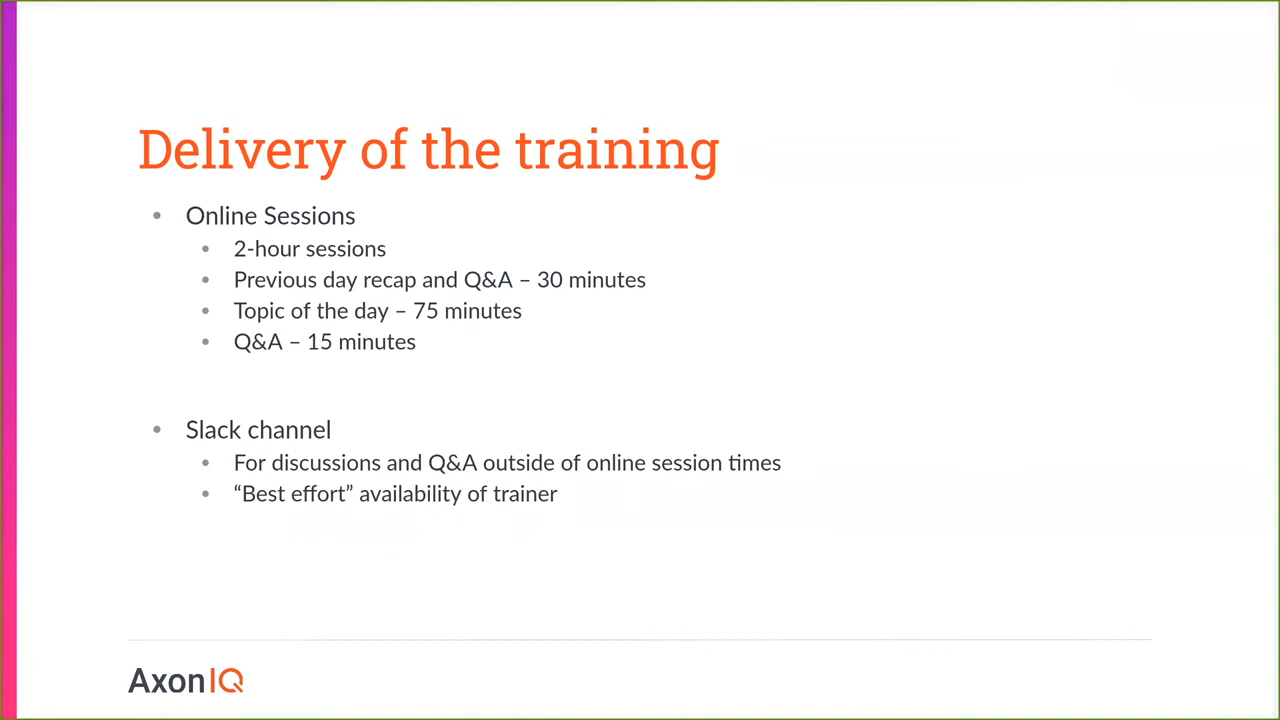 Delivery of the training
• Online Sessions
• 2-hour sessions
• Previous day recap and Q&A – 30 minutes
• Topic of the day – 75 minutes
• Q&A – 15 minutes
• Slack channel
• For discussions and Q&A outside of online session times
• “Best effort” availability of trainer
AxonIQ